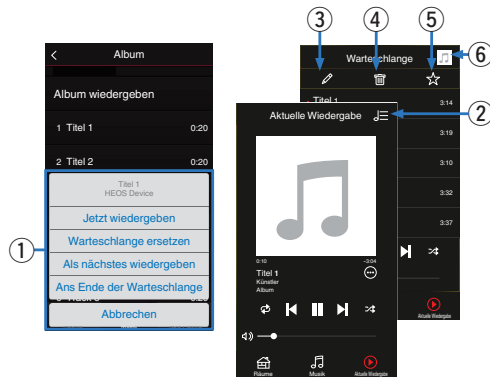 ③
④
⑤
Album
Album wiedergeben
1 Titel 1 0:20
2 Titel 2 0:20
Titel 1
HEOS Device
Jetzt wiedergeben
Warteschlange ersetzen
Als nächstes wiedergeben
Ans Ende der Warteschlange
Abbrechen
①
Warteschlange
⑥
Titel 1 3:14
3:19
3:10
3:32
3:37
Aktuelle Wiedergabe
②
Aktuelle Wiedergabe
0:10 -3:04
Titel 1
Künstler
Album
Räume
Musik
Aktuelle Wiedergabe